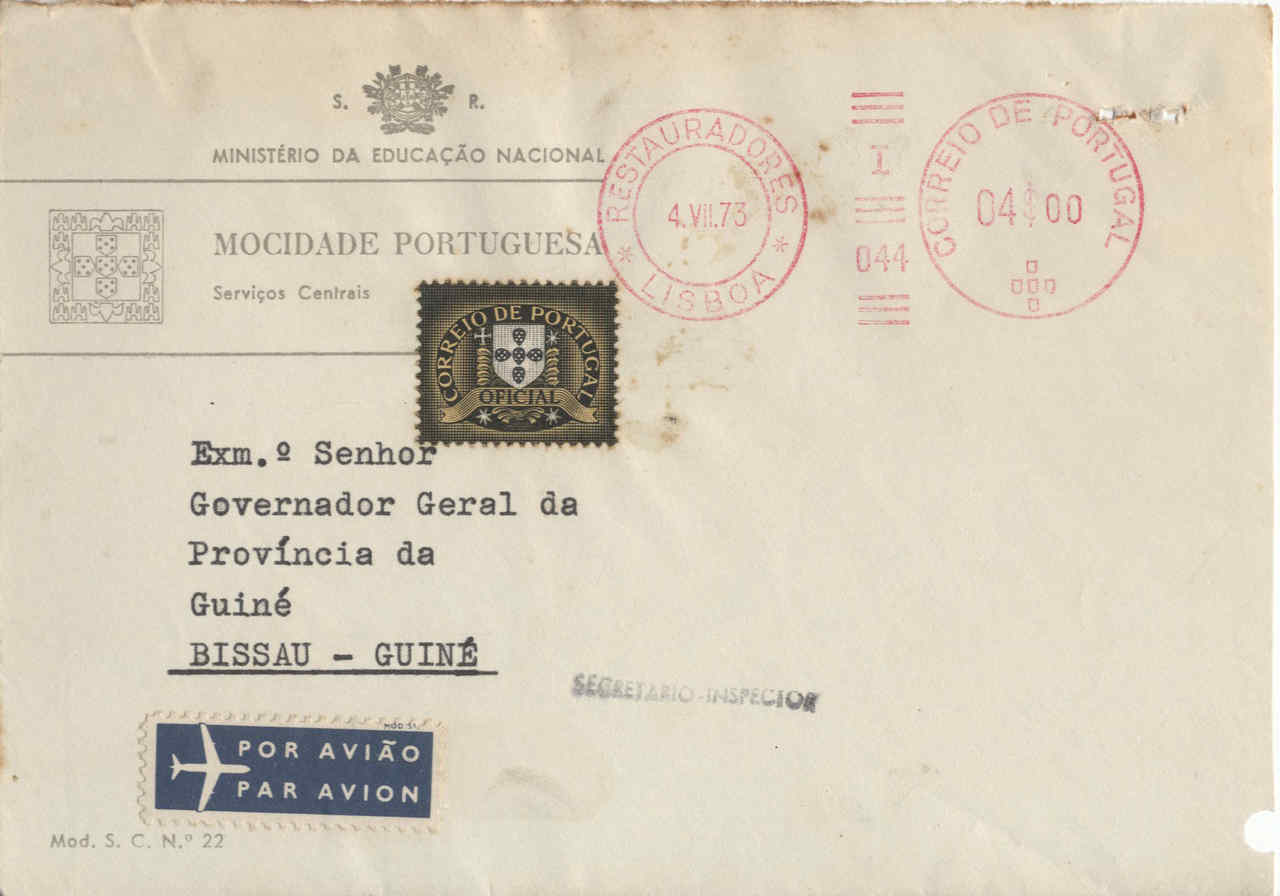 S. R.
MINISTÉRIO DA EDUCAÇÃO NACIONAL
MOCIDADE PORTUGUESA
Serviços Centrais
RESTAURADORES
4.VII.73
* LISBOA *
I
044
CORREIO DE PORTUGAL
04$00
CORREIO DE PORTUGAL
OFICIAL
Exm.º Senhor
Governador Geral da
Província da
Guiné
BISSAU - GUINÉ
SECRETARIO-INSPECTOR
POR AVIÃO
PAR AVION
Mod. S. C. N.º 22